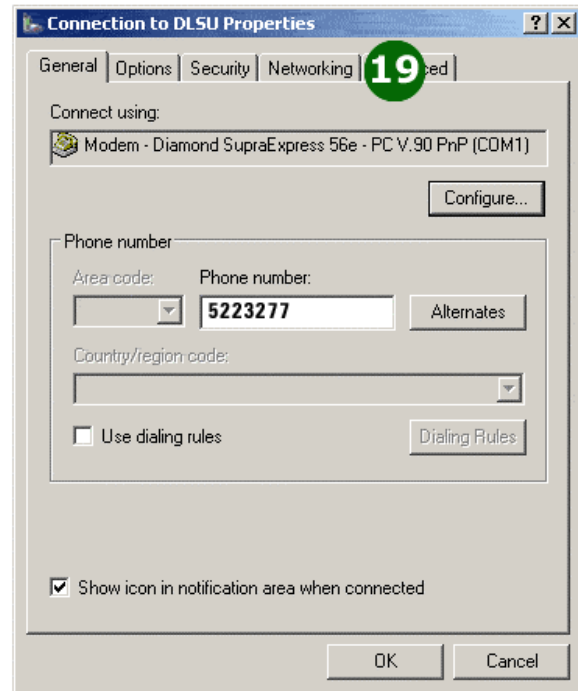 Connection to DLSU Properties
General Options Security Networking 19 ced
Connect using:
Modem - Diamond SupraExpress 56e - PC V.90 PnP (COM1)
Configure...
Phone number
Area code: Phone number:
5223277 Alternates
Country/region code:
Use dialing rules Dialing Rules
Show icon in notification area when connected
OK Cancel